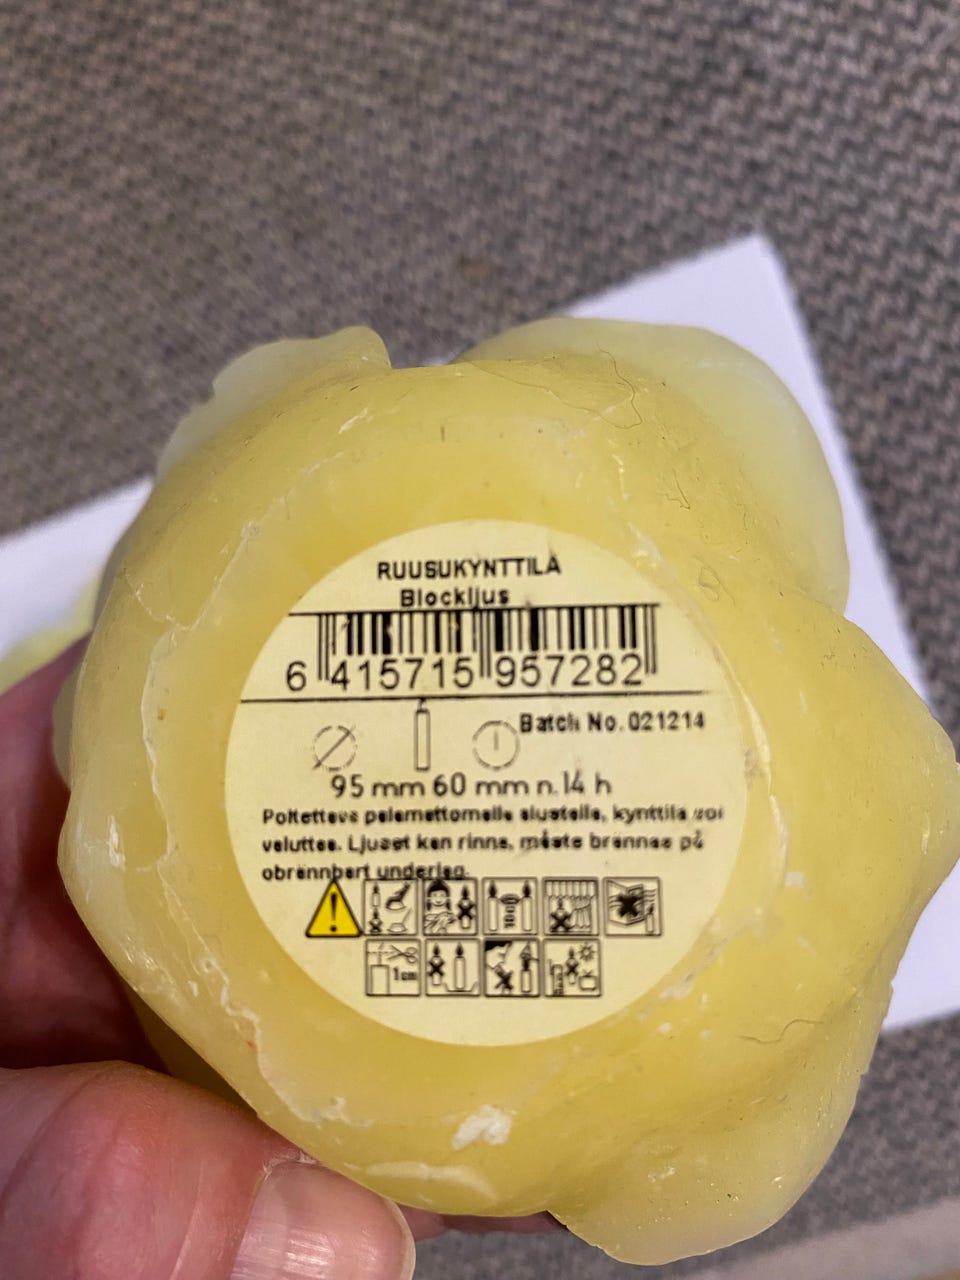 RUUSUKYNTTILÄ
Blockljus
6 415715 957282
Batch No. 021214
95 mm 60 mm n.14 h
Poltettava palamattomalla alustalla, kynttilä voi
valuttaa. Ljuset kan rinna, måste brännas på
obrännbart underlag.
1cm